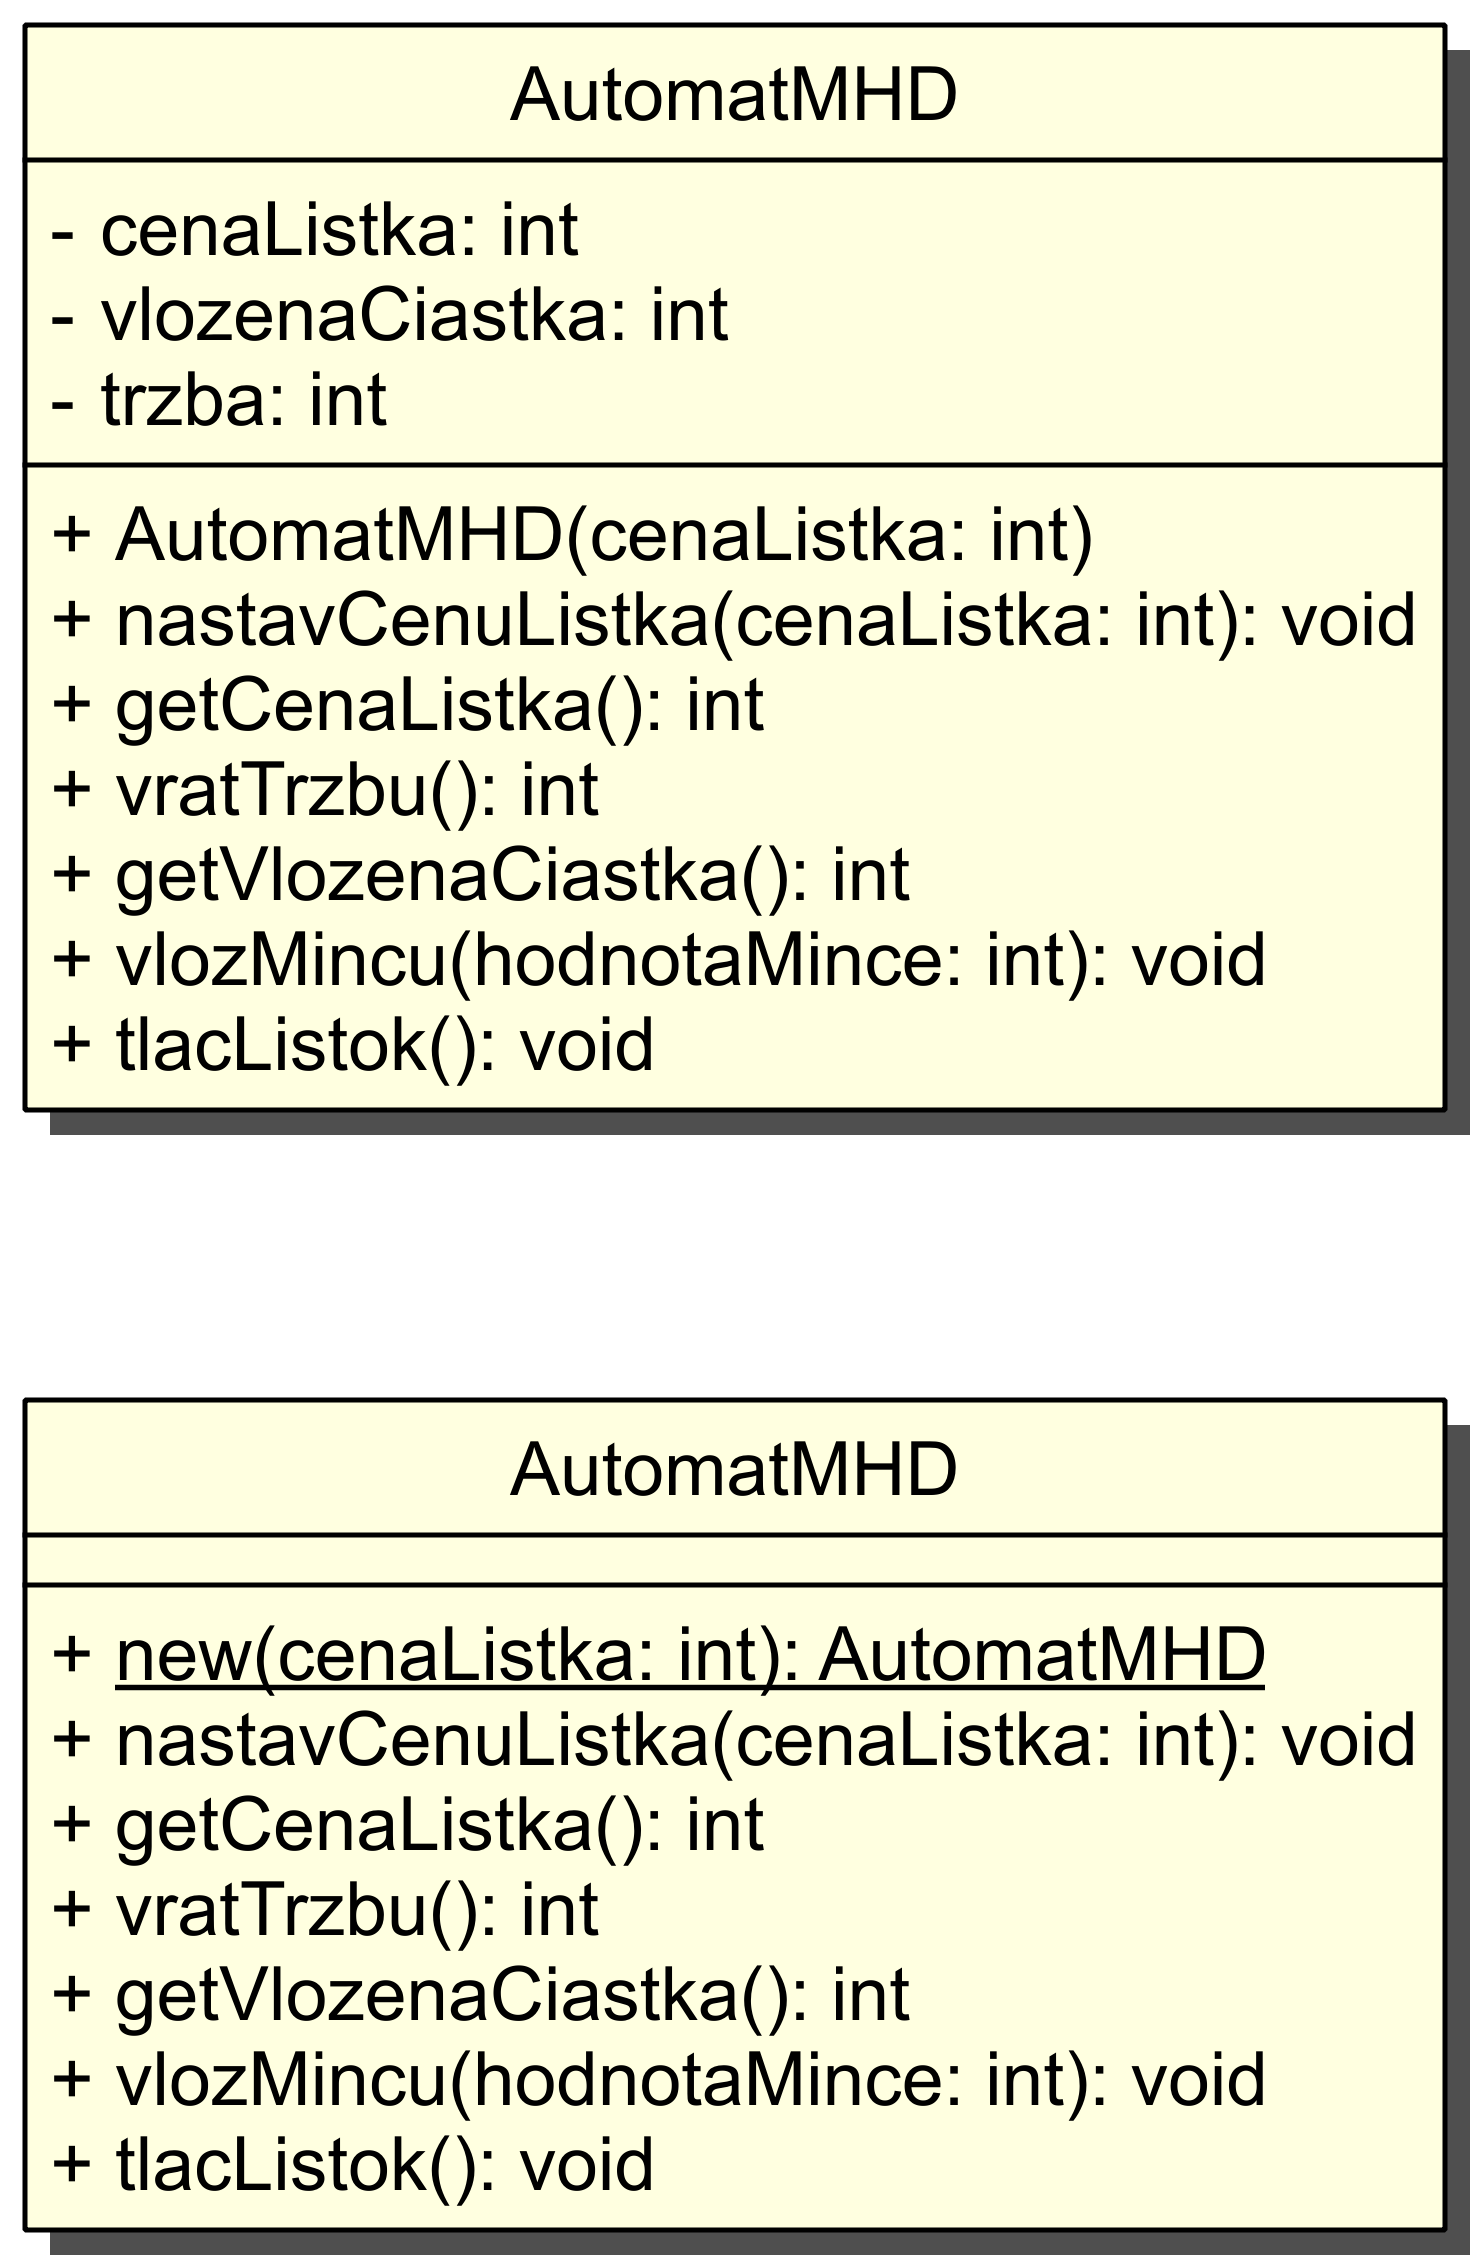 AutomatMHD
- cenaListka: int
- vlozenaCiastka: int
- trzba: int
+ AutomatMHD(cenaListka: int)
+ nastavCenuListka(cenaListka: int): void
+ getCenaListka(): int
+ vratTrzbu(): int
+ getVlozenaCiastka(): int
+ vlozMincu(hodnotaMince: int): void
+ tlacListok(): void
AutomatMHD
+ new(cenaListka: int): AutomatMHD
+ nastavCenuListka(cenaListka: int): void
+ getCenaListka(): int
+ vratTrzbu(): int
+ getVlozenaCiastka(): int
+ vlozMincu(hodnotaMince: int): void
+ tlacListok(): void